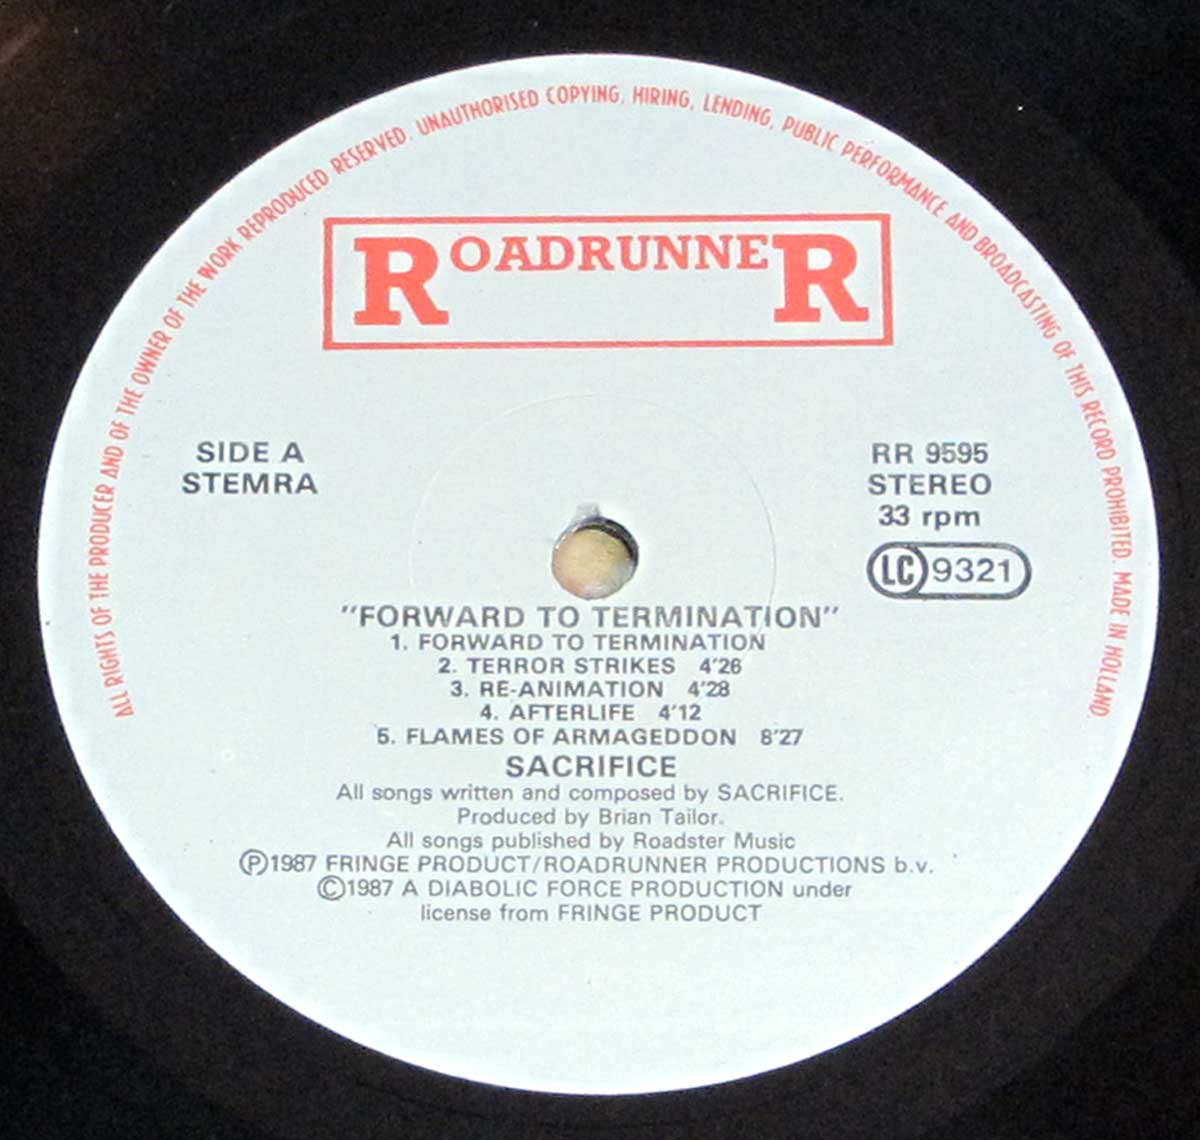 ALL RIGHTS OF THE PRODUCER AND OF THE OWNER OF THE WORK REPRODUCED RESERVED. UNAUTHORISED COPYING, HIRING, LENDING, PUBLIC PERFORMANCE AND BROADCASTING OF THIS RECORD PROHIBITED. MADE IN HOLLAND
ROADRUNNER
SIDE A
STEMRA
RR 9595
STEREO
33 rpm
LC 9321
"FORWARD TO TERMINATION"
1. FORWARD TO TERMINATION
2. TERROR STRIKES 4'26
3. RE-ANIMATION 4'28
4. AFTERLIFE 4'12
5. FLAMES OF ARMAGEDDON 8'27
SACRIFICE
All songs written and composed by SACRIFICE.
Produced by Brian Tailor.
All songs published by Roadster Music
Ⓟ1987 FRINGE PRODUCT/ROADRUNNER PRODUCTIONS b.v.
©1987 A DIABOLIC FORCE PRODUCTION under
license from FRINGE PRODUCT